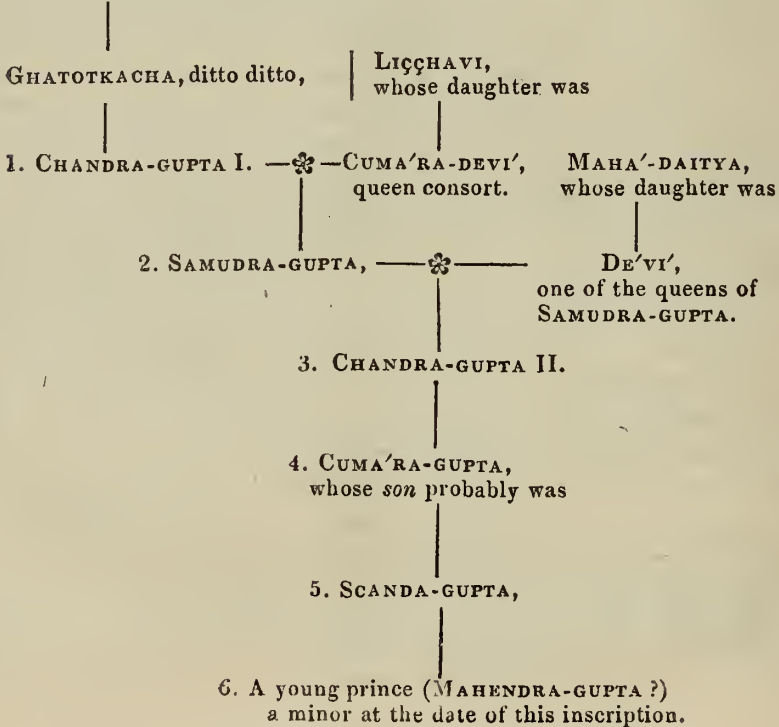 GHATOTKACHA, ditto ditto,
LIÇÇHAVI,
whose daughter was
1. CHANDRA-GUPTA I. — — CUMA′RA-DEVI′,
queen consort.
MAHA′-DAITYA,
whose daughter was
2. SAMUDRA-GUPTA, — —
DE′VI′,
one of the queens of
SAMUDRA-GUPTA.
3. CHANDRA-GUPTA II.
4. CUMA′RA-GUPTA,
whose son probably was
5. SCANDA-GUPTA,
6. A young prince (MAHENDRA-GUPTA ?)
a minor at the date of this inscription.